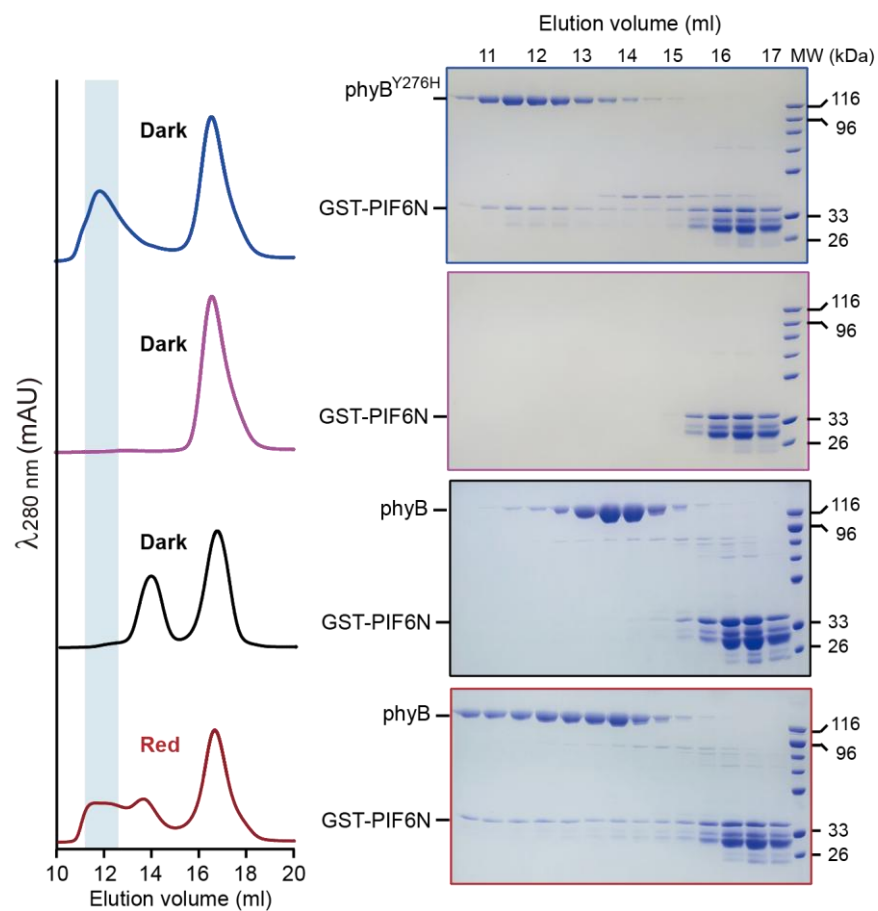 Elution volume (ml)
11 12 13 14 15 16 17 MW (kDa)
phyB^Y276H
Dark
GST-PIF6N
116
96
33
26
Dark
GST-PIF6N
116
96
33
26
λ280 nm (mAU)
phyB
Dark
GST-PIF6N
116
96
33
26
phyB
Red
GST-PIF6N
116
96
33
26
10 12 14 16 18 20
Elution volume (ml)